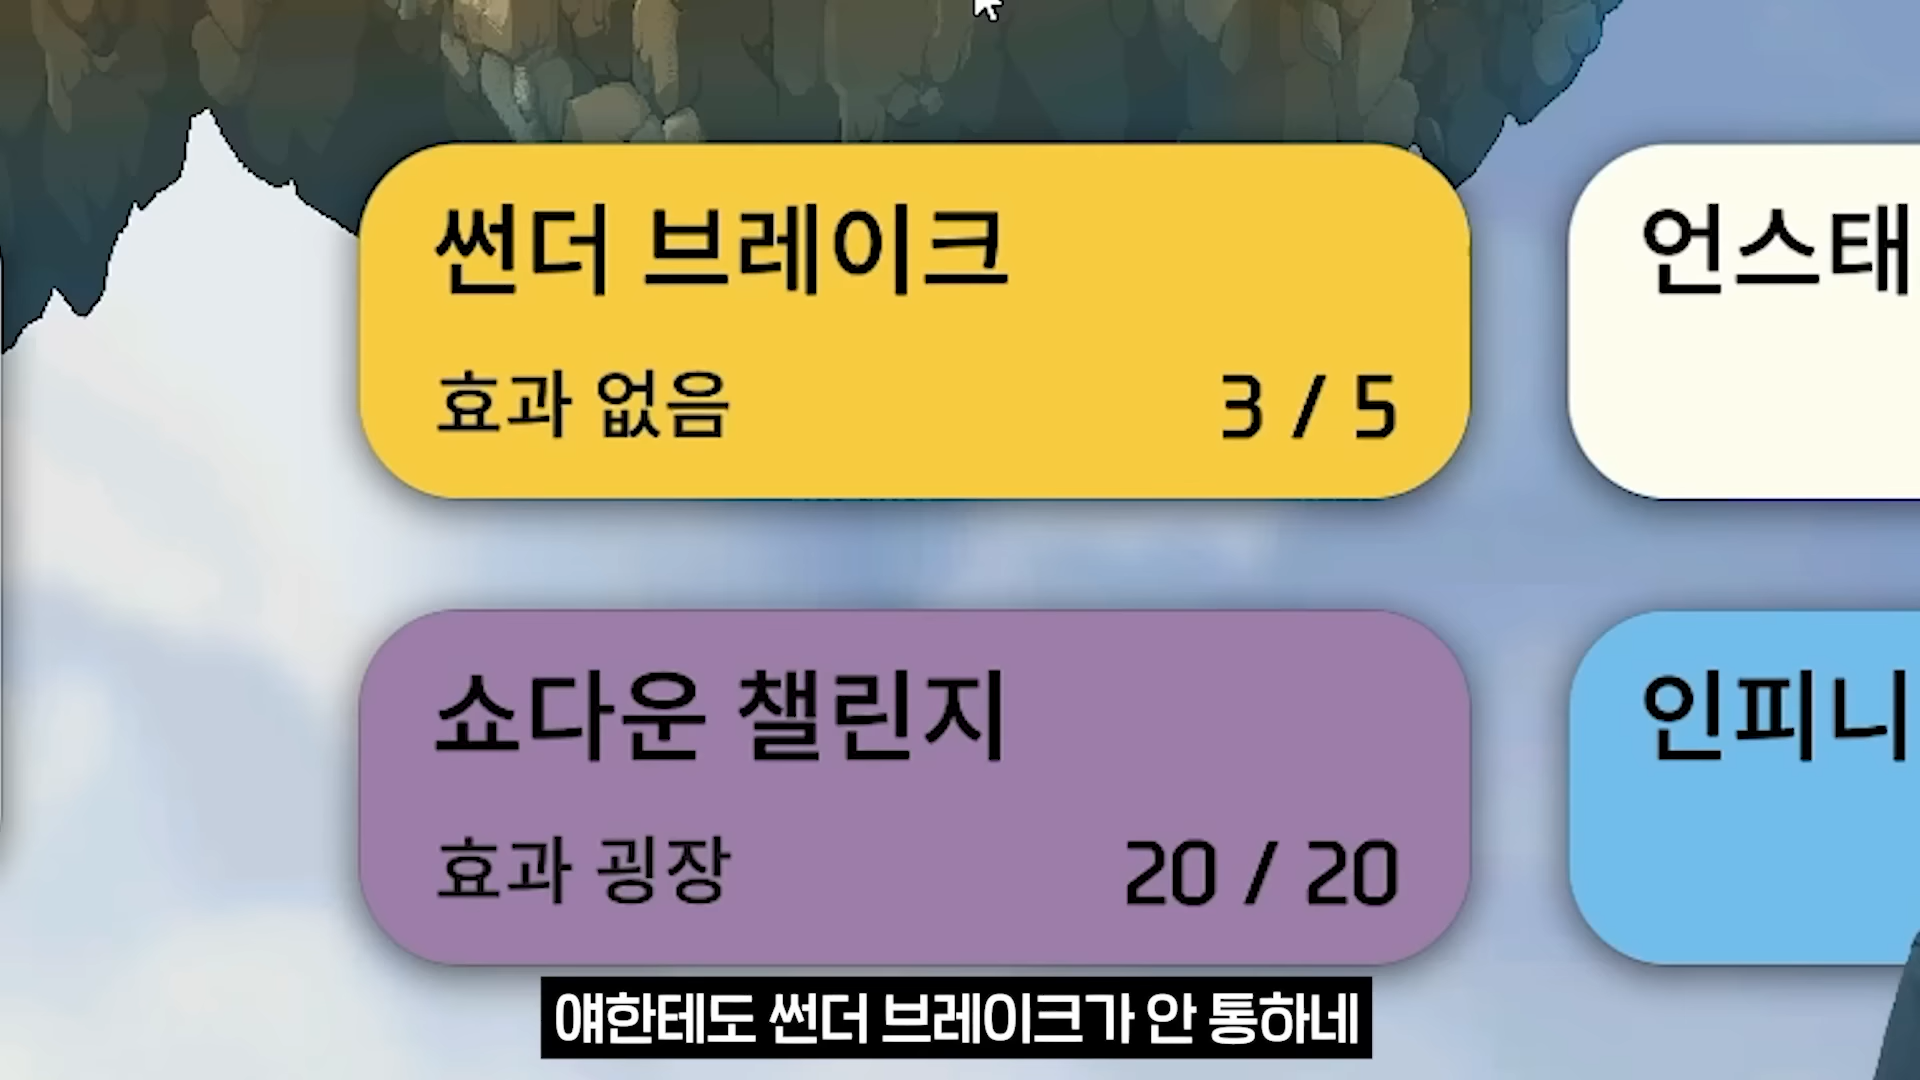 썬더 브레이크
효과 없음 3 / 5
언스태
쇼다운 챌린지
효과 굉장 20 / 20
인피니
얘한테도 썬더 브레이크가 안 통하네